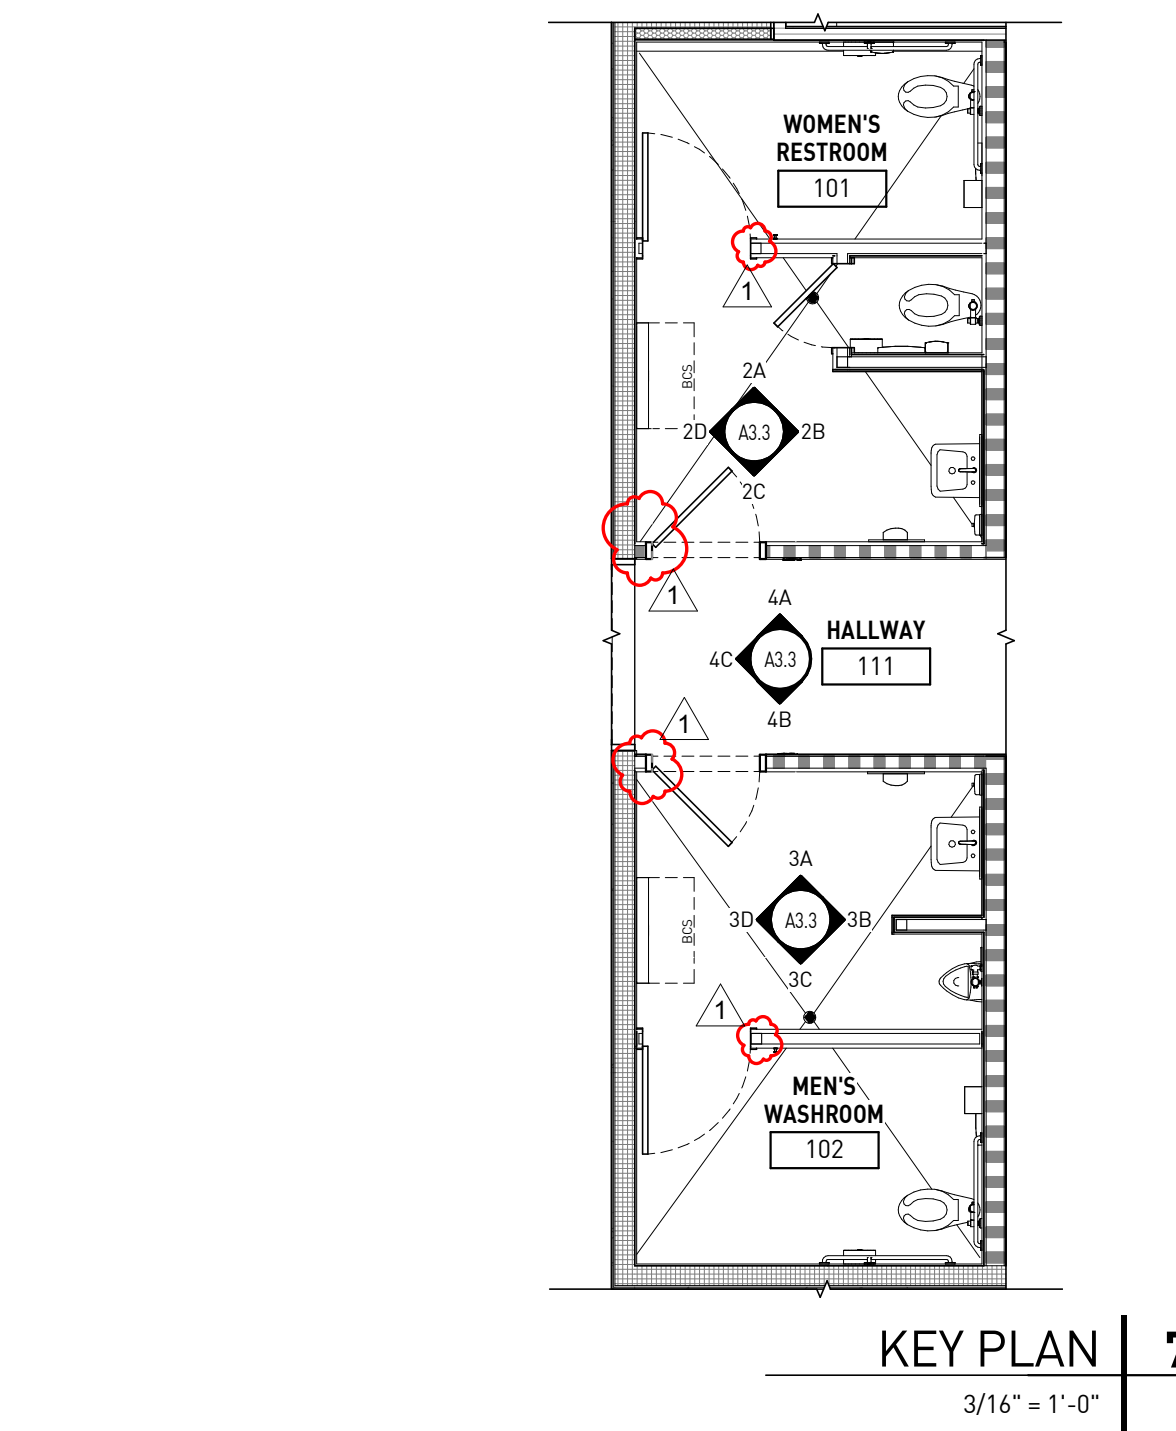 WOMEN'S
RESTROOM
101
1
BCS
2A
2D
A3.3
2B
2C
1
4A
HALLWAY
4C
A3.3
111
4B
1
3A
3D
A3.3
3B
BCS
3C
1
MEN'S
WASHROOM
102
KEY PLAN
3/16" = 1'-0"